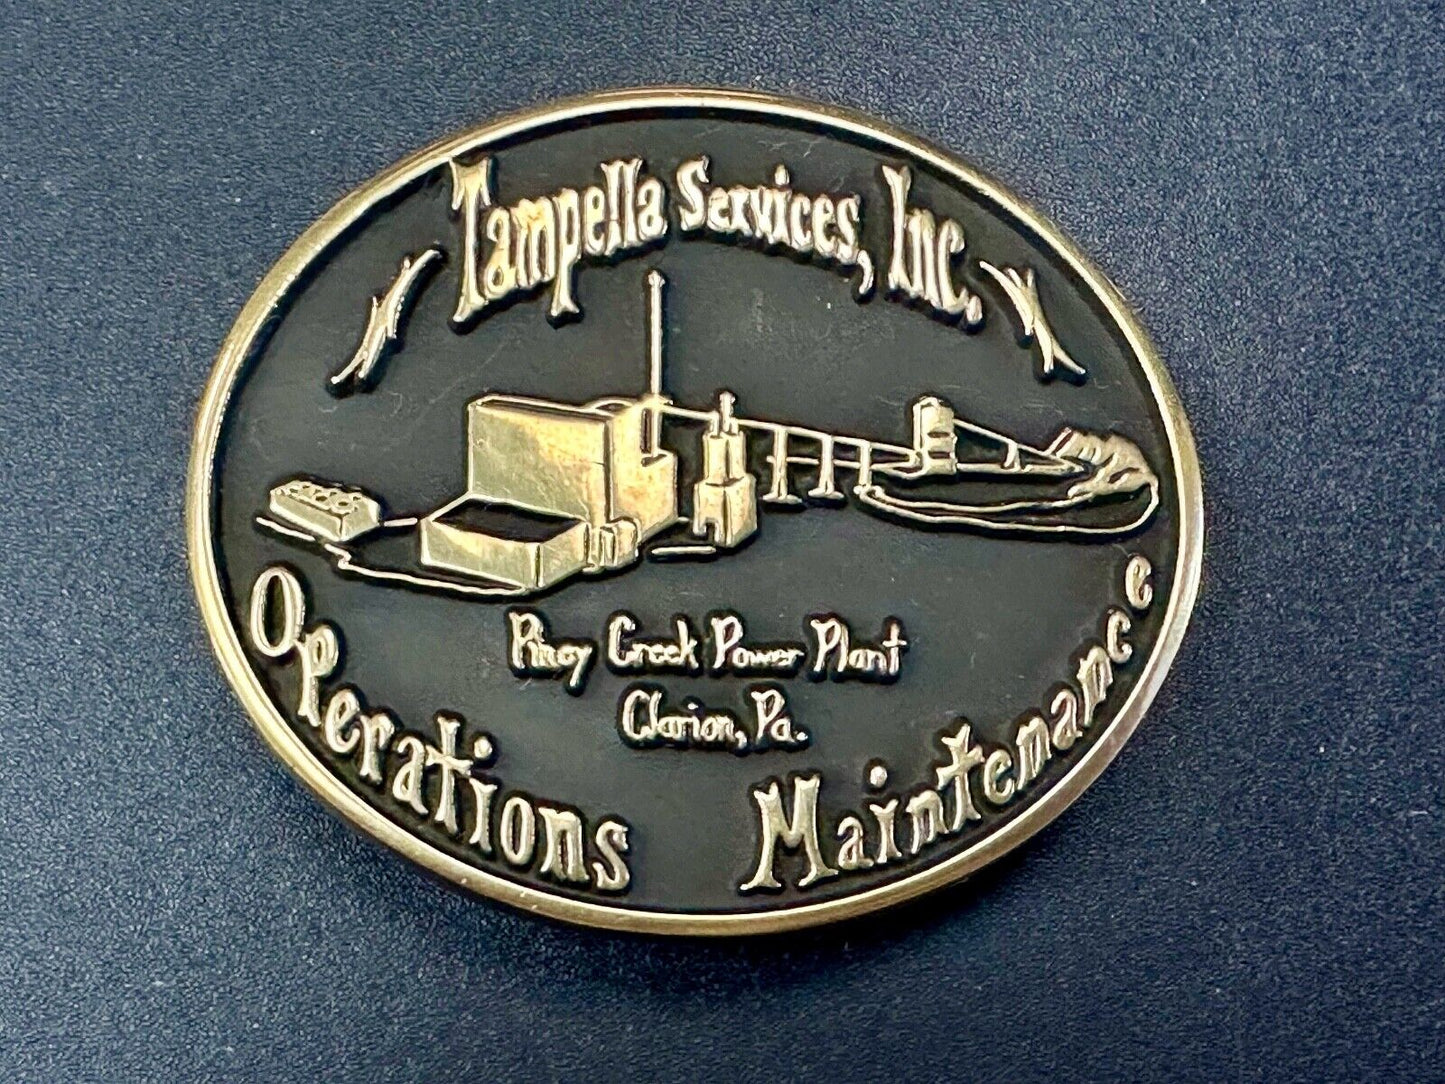 Tampella Services, Inc.
Piney Creek Power Plant
Clarion, Pa.
Operations Maintenance